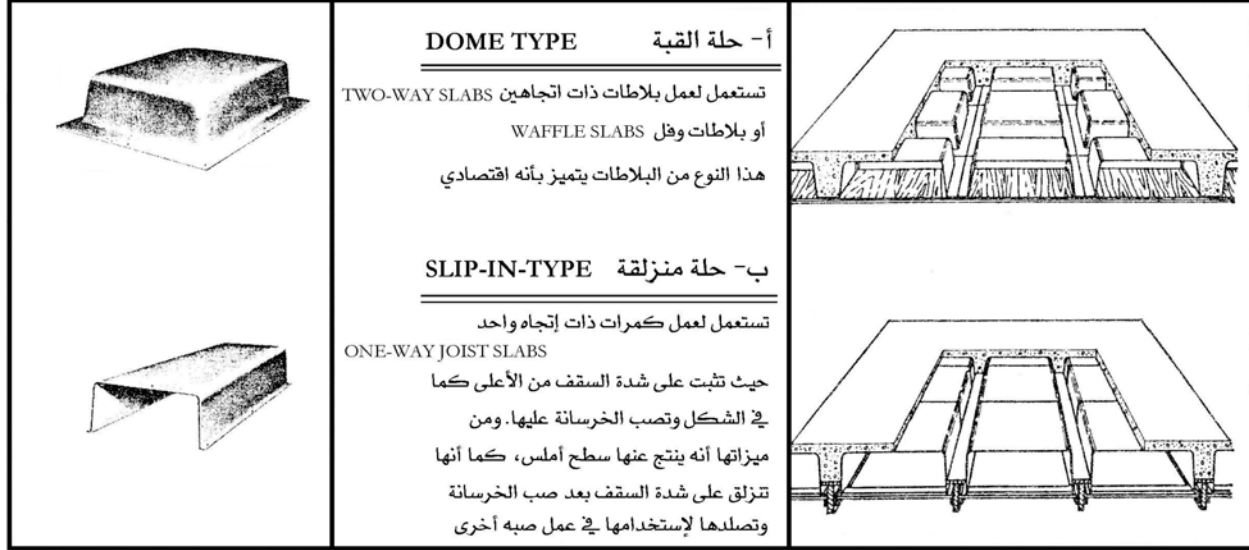 أ- حلة القبة DOME TYPE
تستعمل لعمل بلاطات ذات اتجاهين TWO-WAY SLABS
أو بلاطات وفل WAFFLE SLABS
هذا النوع من البلاطات يتميز بأنه اقتصادي
ب- حلة منزلقة SLIP-IN-TYPE
تستعمل لعمل كمرات ذات إتجاه واحد
ONE-WAY JOIST SLABS
حيث تثبت على شدة السقف من الأعلى كما
في الشكل وتصب الخرسانة عليها. ومن
ميزاتها أنه ينتج عنها سطح أملس، كما أنها
تنزلق على شدة السقف بعد صب الخرسانة
وتصلدها لإستخدامها في عمل صبه أخرى